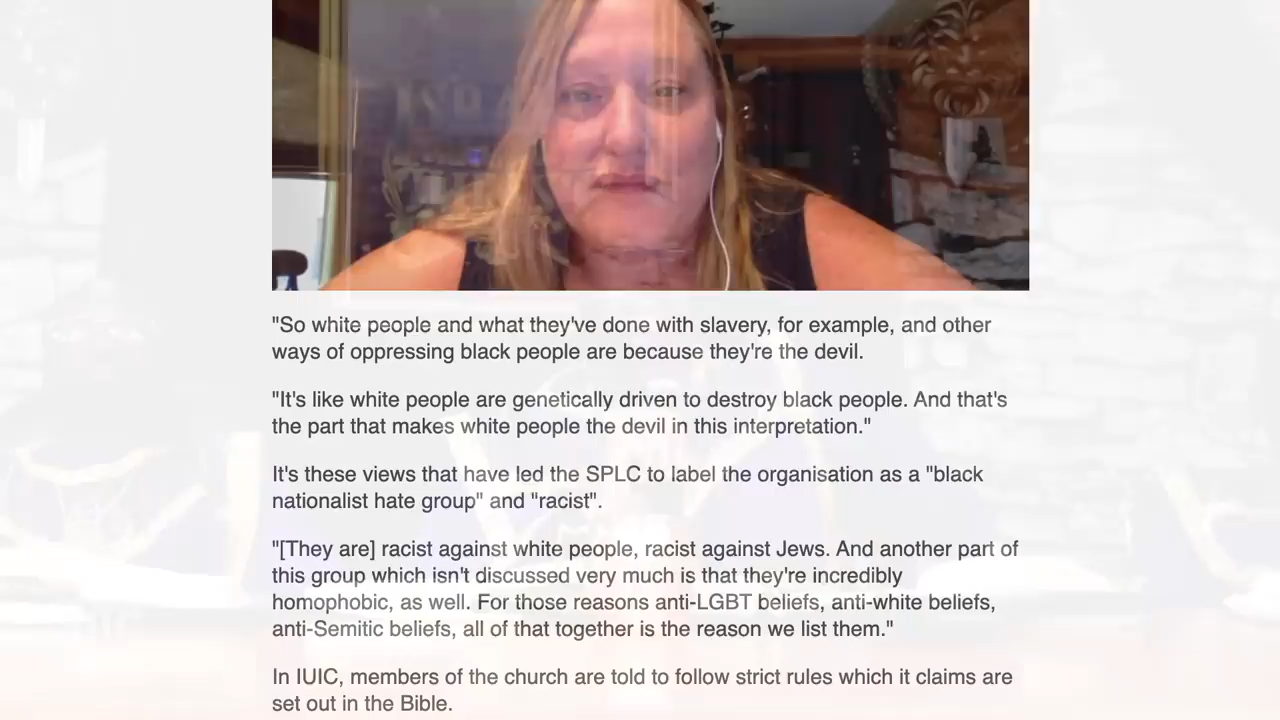 "So white people and what they've done with slavery, for example, and other
ways of oppressing black people are because they're the devil.
"It's like white people are genetically driven to destroy black people. And that's
the part that makes white people the devil in this interpretation."
It's these views that have led the SPLC to label the organisation as a "black
nationalist hate group" and "racist".
"[They are] racist against white people, racist against Jews. And another part of
this group which isn't discussed very much is that they're incredibly
homophobic, as well. For those reasons anti-LGBT beliefs, anti-white beliefs,
anti-Semitic beliefs, all of that together is the reason we list them."
In IUIC, members of the church are told to follow strict rules which it claims are
set out in the Bible.